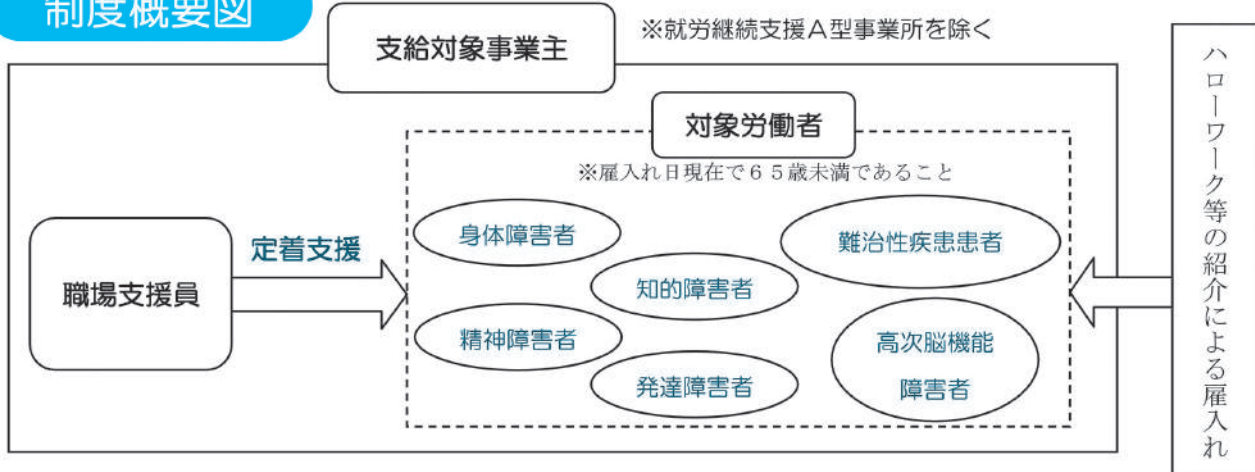 制度概要図
支給対象事業主
※就労継続支援A型事業所を除く
対象労働者
※雇入れ日現在で65歳未満であること
職場支援員
定着支援
身体障害者
知的障害者
難治性疾患患者
精神障害者
発達障害者
高次脳機能
障害者
ハローワーク等の紹介による雇入れ